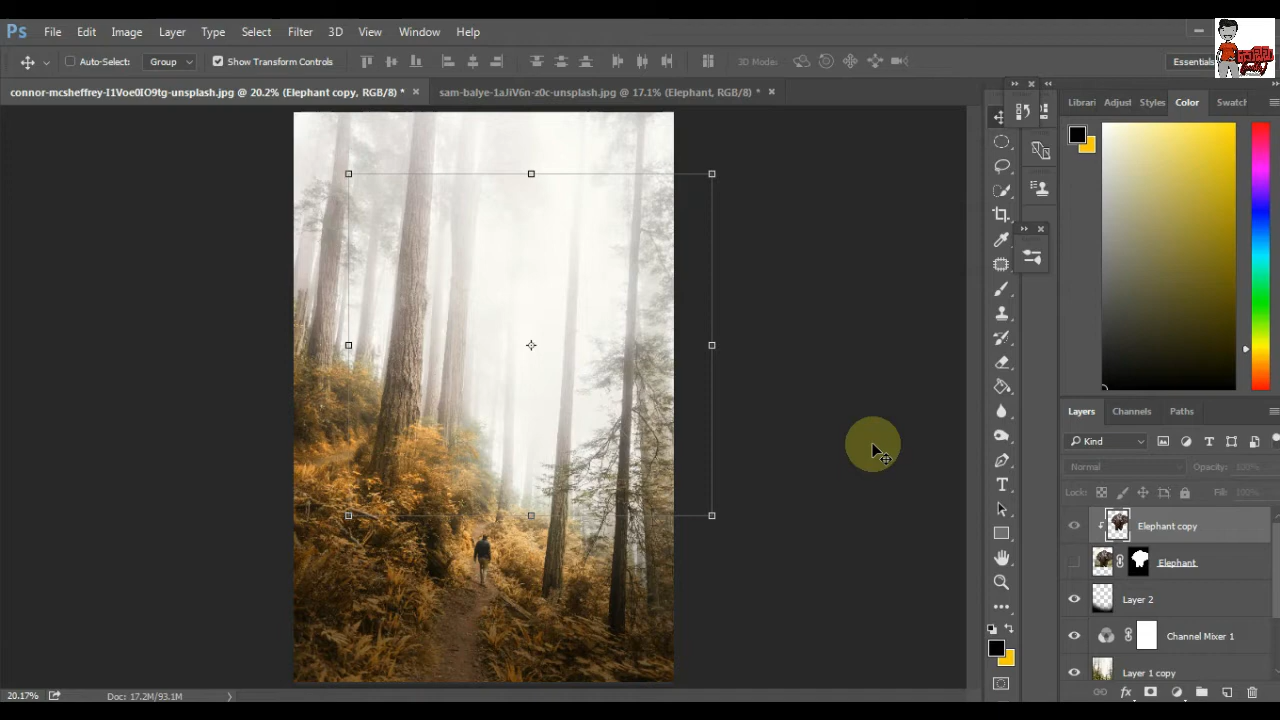 Ps File Edit Image Layer Type Select Filter 3D View Window Help
Auto-Select: Group Show Transform Controls 3D Mode: Essentials
connor-mcsheffrey-I1Voe0IO9tg-unsplash.jpg @ 20.2% (Elephant copy, RGB/8) * × sam-balye-1aJiV6n-z0c-unsplash.jpg @ 17.1% (Elephant, RGB/8) * ×
Librari Adjust Styles Color Swatch
Layers Channels Paths
Kind
Normal Opacity: 100%
Lock: Fill: 100%
Elephant copy
Elephant
Layer 2
Channel Mixer 1
Layer 1 copy
20.17% Doc: 17.2M/93.1M